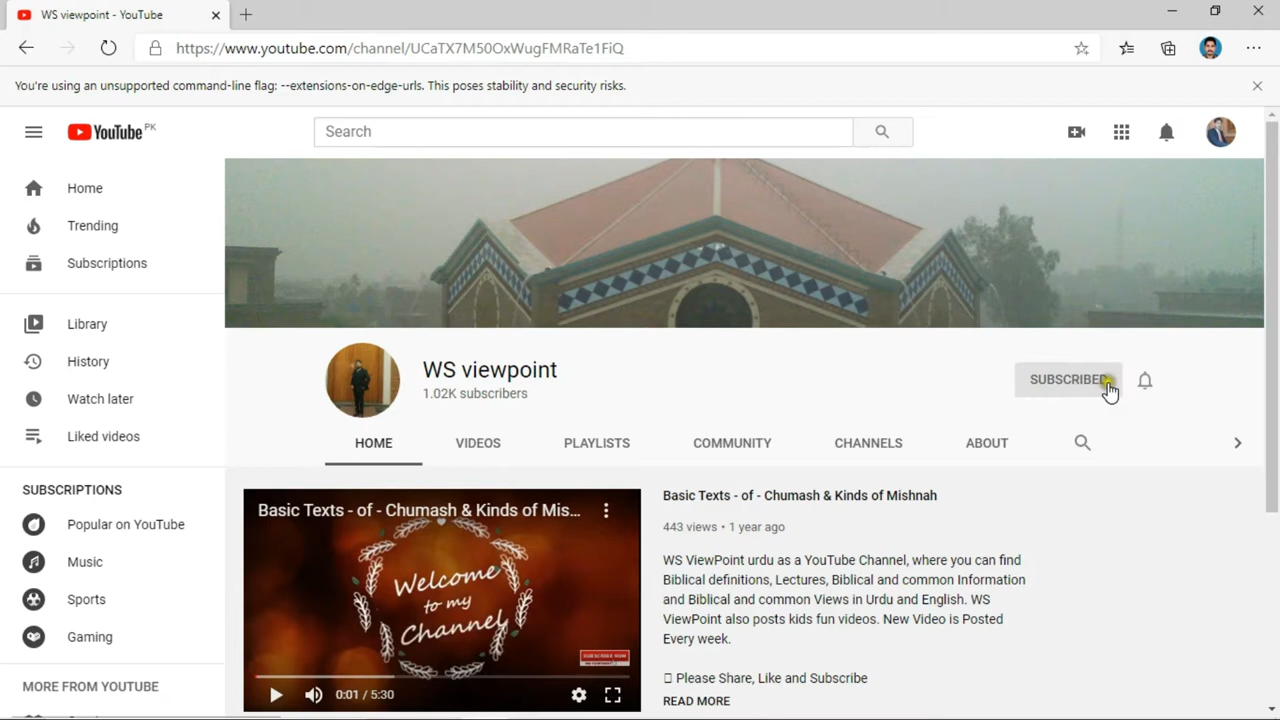 WS viewpoint - YouTube
https://www.youtube.com/channel/UCaTX7M50OxWugFMRaTe1FiQ
You're using an unsupported command-line flag: --extensions-on-edge-urls. This poses stability and security risks.
YouTube PK
Search
Home
Trending
Subscriptions
Library
History
Watch later
Liked videos
SUBSCRIPTIONS
Popular on YouTube
Music
Sports
Gaming
MORE FROM YOUTUBE
WS viewpoint
1.02K subscribers
SUBSCRIBED
HOME VIDEOS PLAYLISTS COMMUNITY CHANNELS ABOUT
Basic Texts - of - Chumash & Kinds of Mis...
Welcome
to my
Channel
SUBSCRIBE NOW
0:01 / 5:30
Basic Texts - of - Chumash & Kinds of Mishnah
443 views • 1 year ago
WS ViewPoint urdu as a YouTube Channel, where you can find
Biblical definitions, Lectures, Biblical and common Information
and Biblical and common Views in Urdu and English. WS
ViewPoint also posts kids fun videos. New Video is Posted
Every week.
Please Share, Like and Subscribe
READ MORE